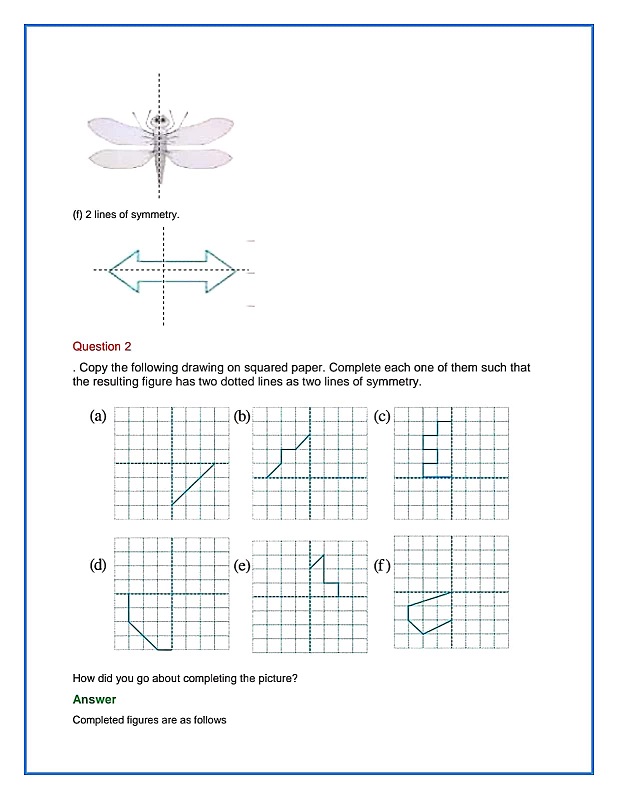 (f) 2 lines of symmetry.
Question 2
. Copy the following drawing on squared paper. Complete each one of them such that
the resulting figure has two dotted lines as two lines of symmetry.
(a)
(b)
(c)
(d)
(e)
(f)
How did you go about completing the picture?
Answer
Completed figures are as follows